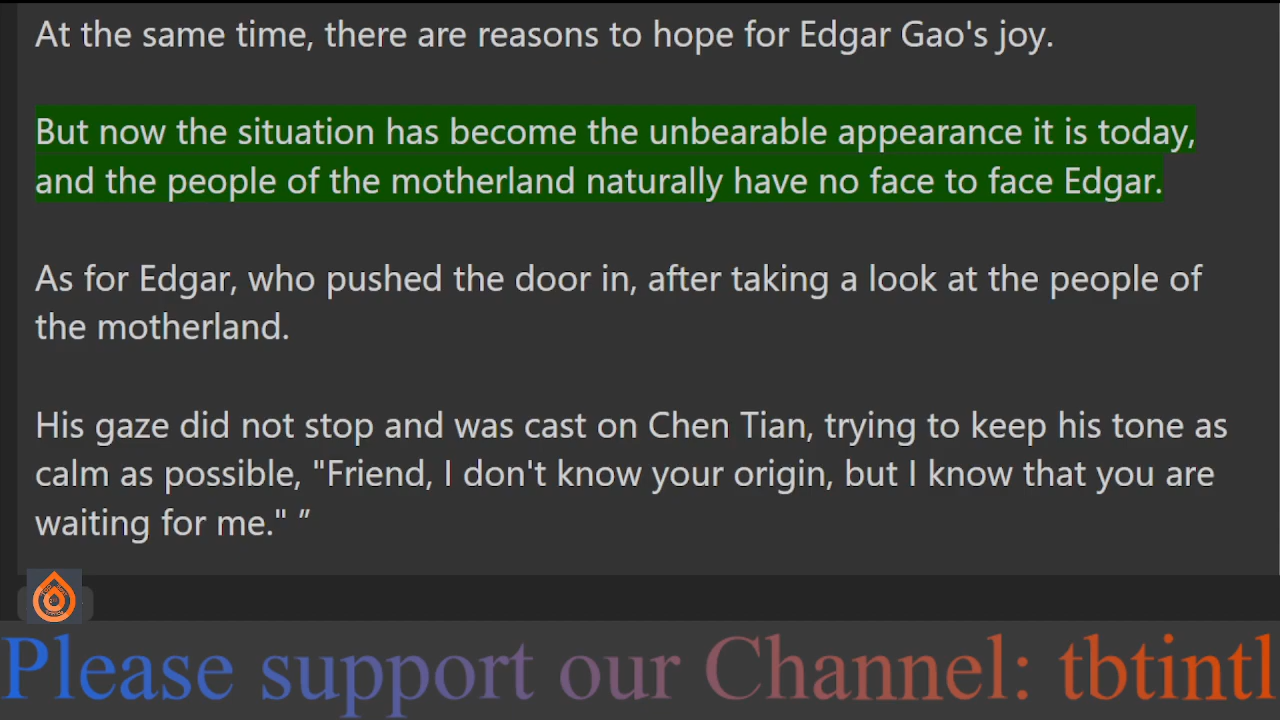 At the same time, there are reasons to hope for Edgar Gao's joy.
But now the situation has become the unbearable appearance it is today,
and the people of the motherland naturally have no face to face Edgar.
As for Edgar, who pushed the door in, after taking a look at the people of
the motherland.
His gaze did not stop and was cast on Chen Tian, trying to keep his tone as
calm as possible, "Friend, I don't know your origin, but I know that you are
waiting for me." ”
Please support our Channel: tbtintl